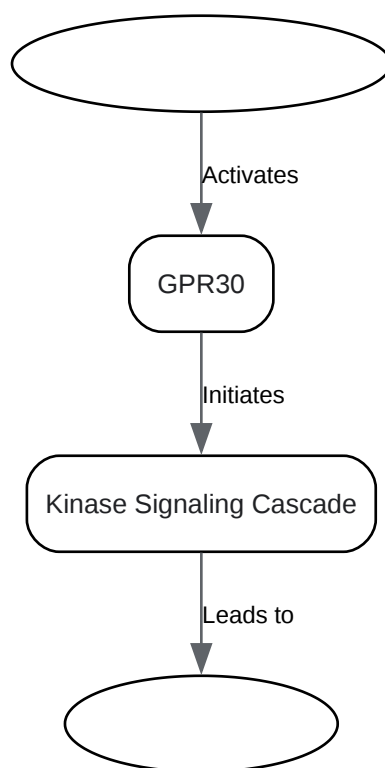 Activates
GPR30
Initiates
Kinase Signaling Cascade
Leads to